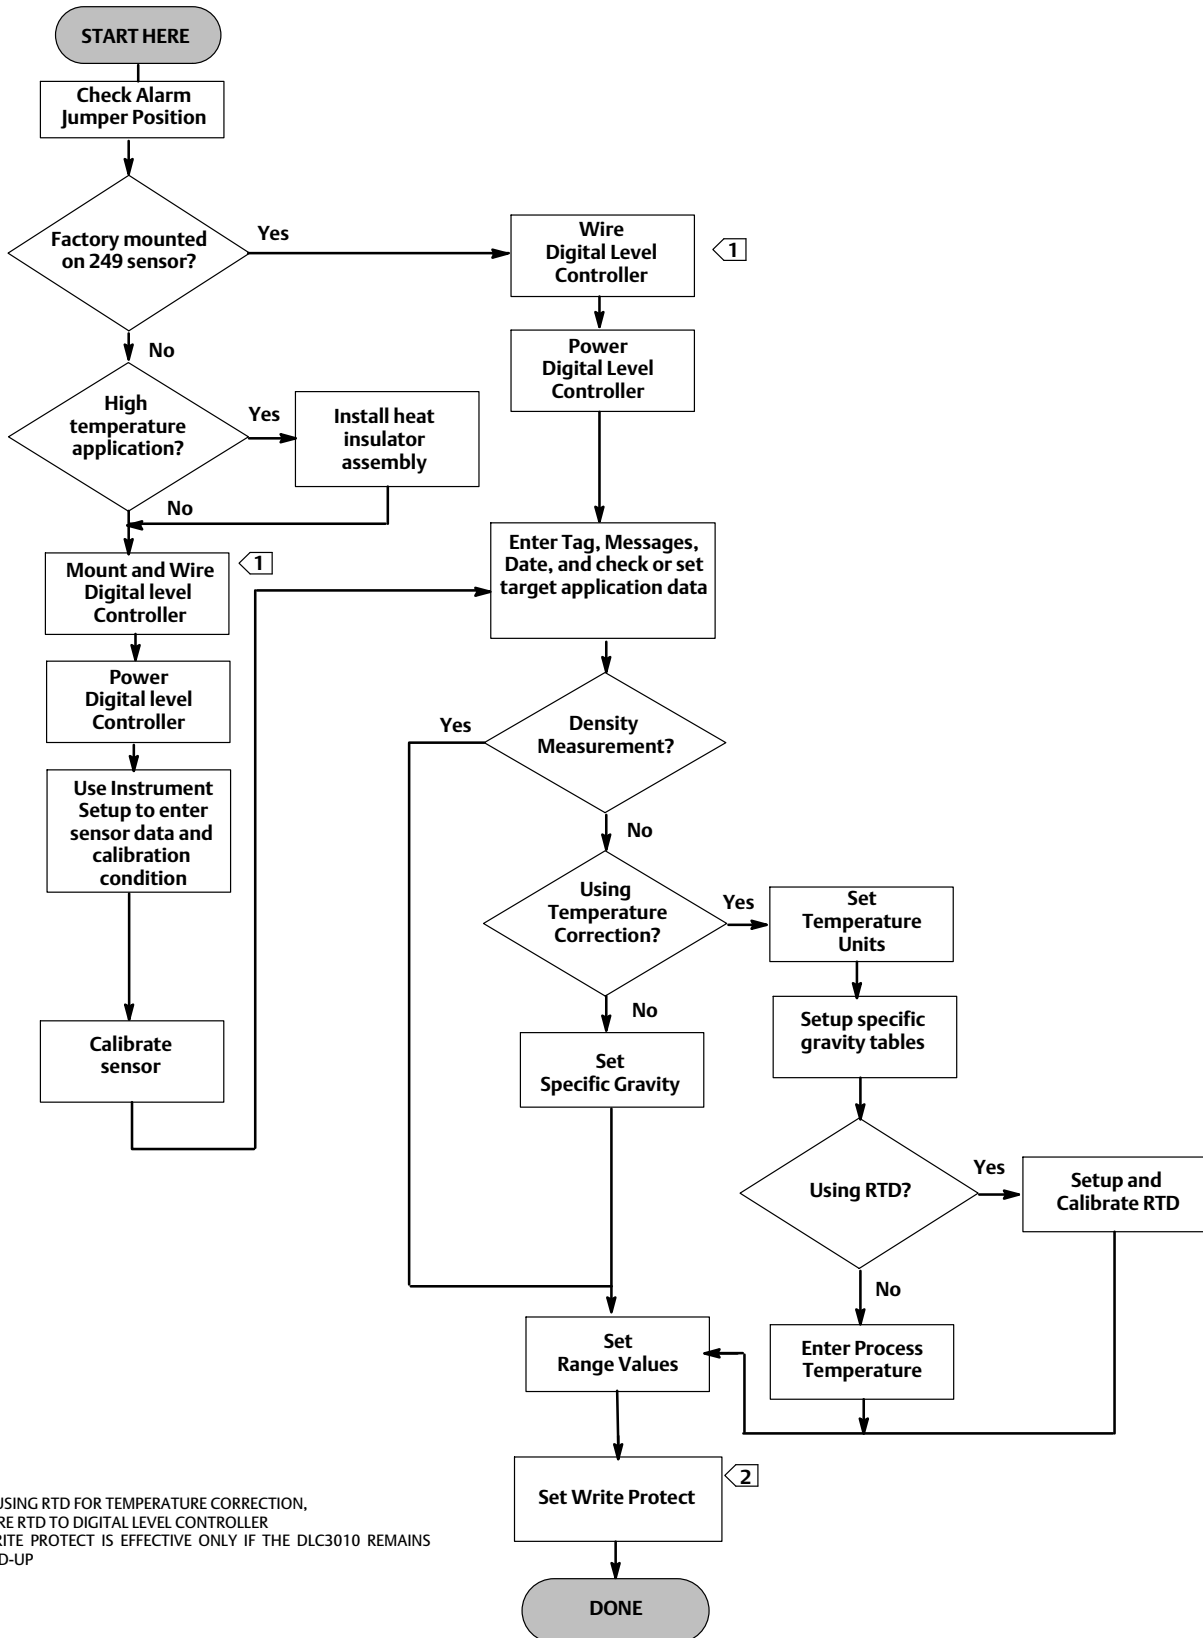 START HERE
Check Alarm
Jumper Position
Factory mounted
on 249 sensor?
Yes
No
Wire
Digital Level
Controller
1
Power
Digital Level
Controller
High
temperature
application?
Yes
No
Install heat
insulator
assembly
Mount and Wire
Digital level
Controller
1
Power
Digital level
Controller
Use Instrument
Setup to enter
sensor data and
calibration
condition
Calibrate
sensor
Enter Tag, Messages,
Date, and check or set
target application data
Density
Measurement?
Yes
No
Using
Temperature
Correction?
Yes
No
Set
Temperature
Units
Setup specific
gravity tables
Set
Specific Gravity
Using RTD?
Yes
No
Setup and
Calibrate RTD
Enter Process
Temperature
Set
Range Values
Set Write Protect
2
DONE
USING RTD FOR TEMPERATURE CORRECTION,
RE RTD TO DIGITAL LEVEL CONTROLLER
RITE PROTECT IS EFFECTIVE ONLY IF THE DLC3010 REMAINS
D-UP